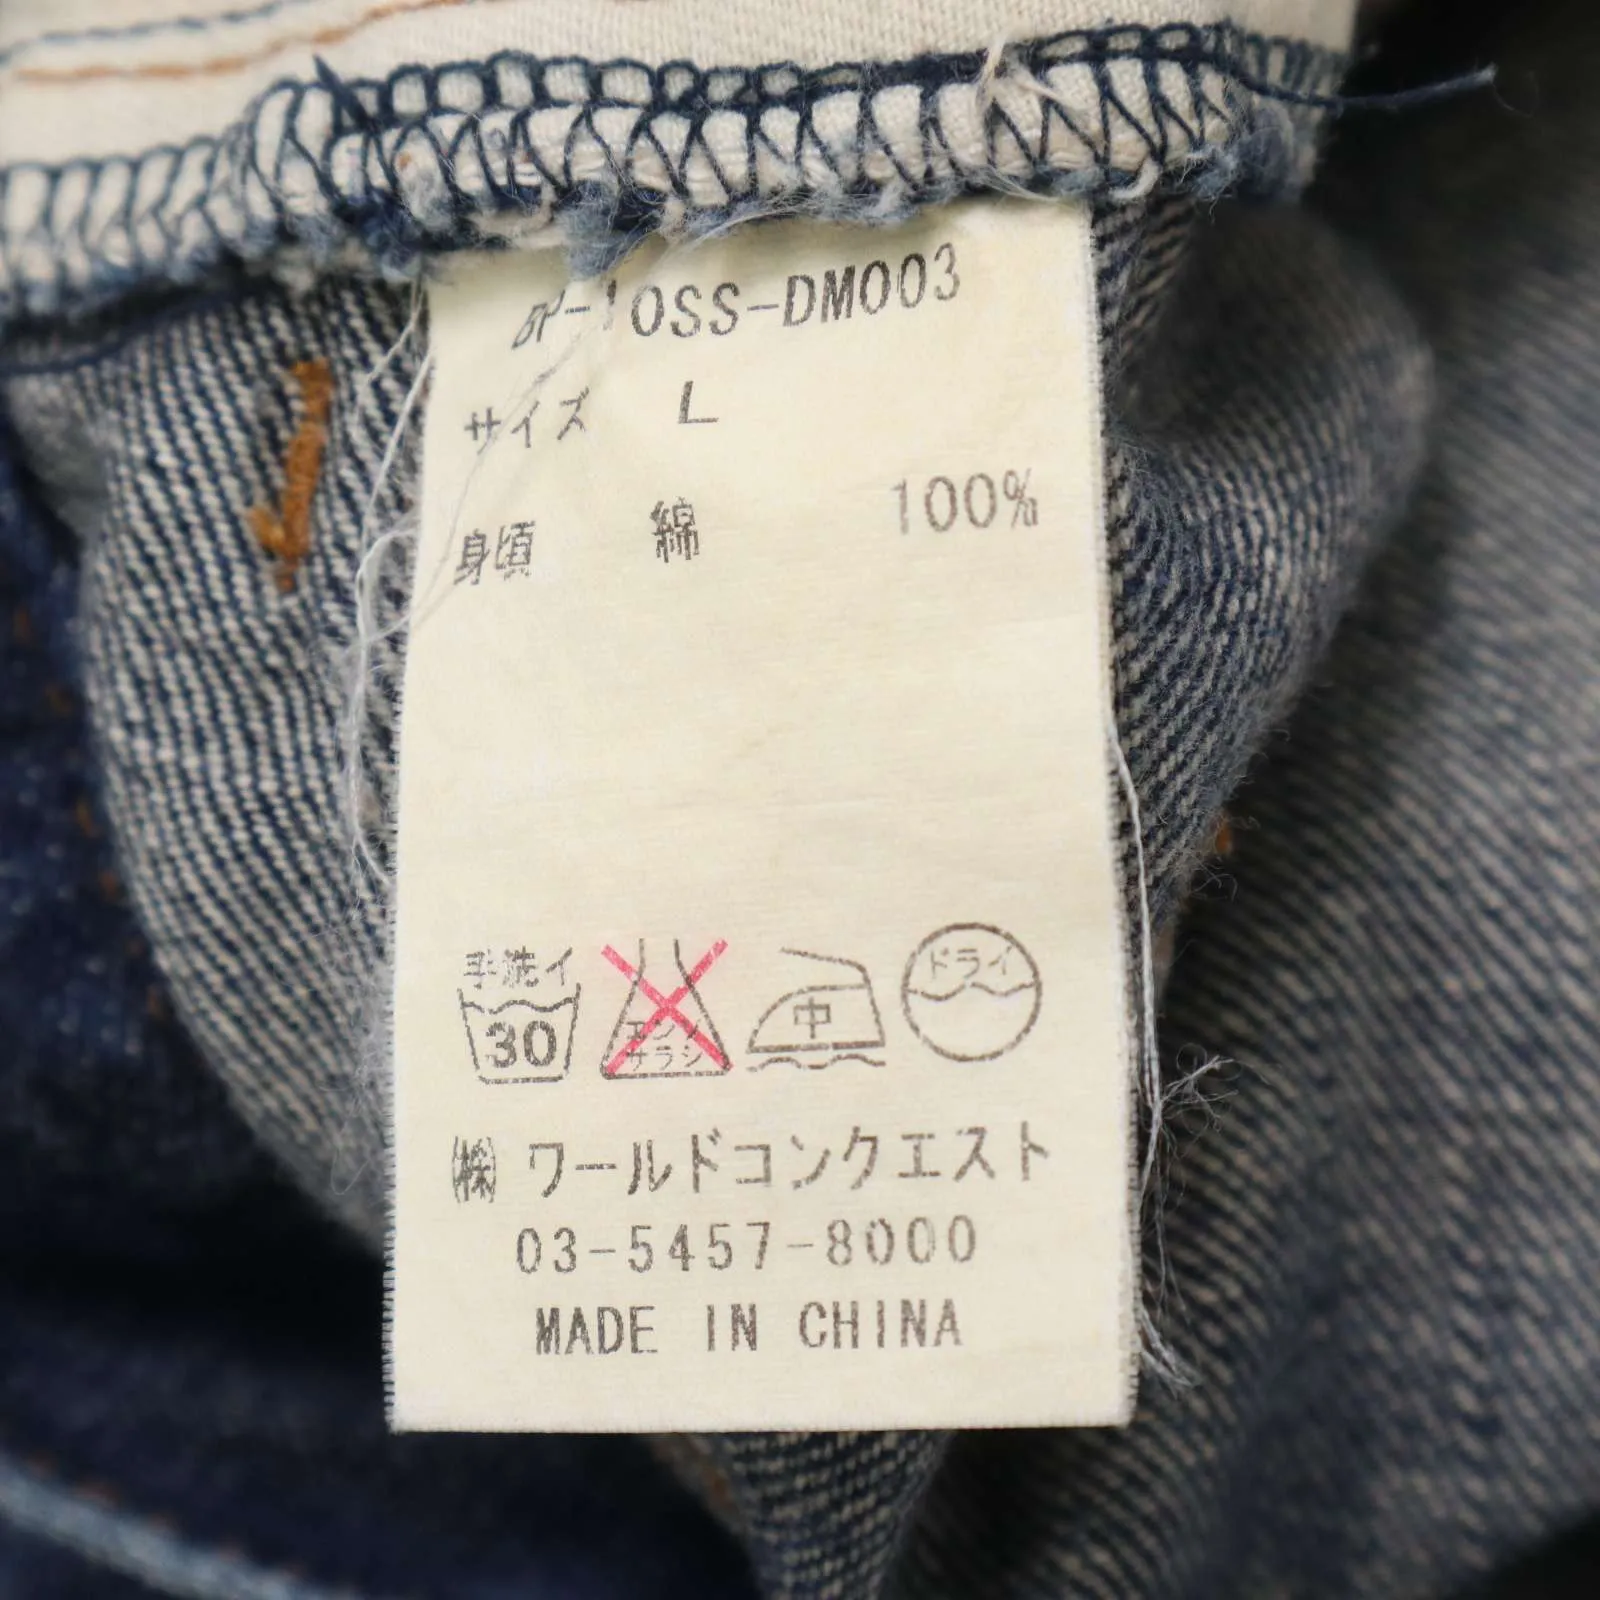 -10SS-DM003
サイズ L
身頃 綿 100%
手洗イ
30
エンソ
サラシ
中
ドライ
㈱ ワールドコンクエスト
03-5457-8000
MADE IN CHINA